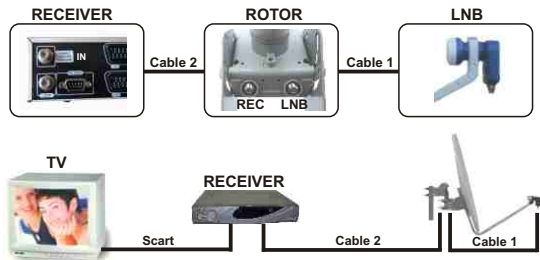 RECEIVER ROTOR LNB
IN
Cable 2 Cable 1
REC LNB
TV
RECEIVER
Scart Cable 2 Cable 1